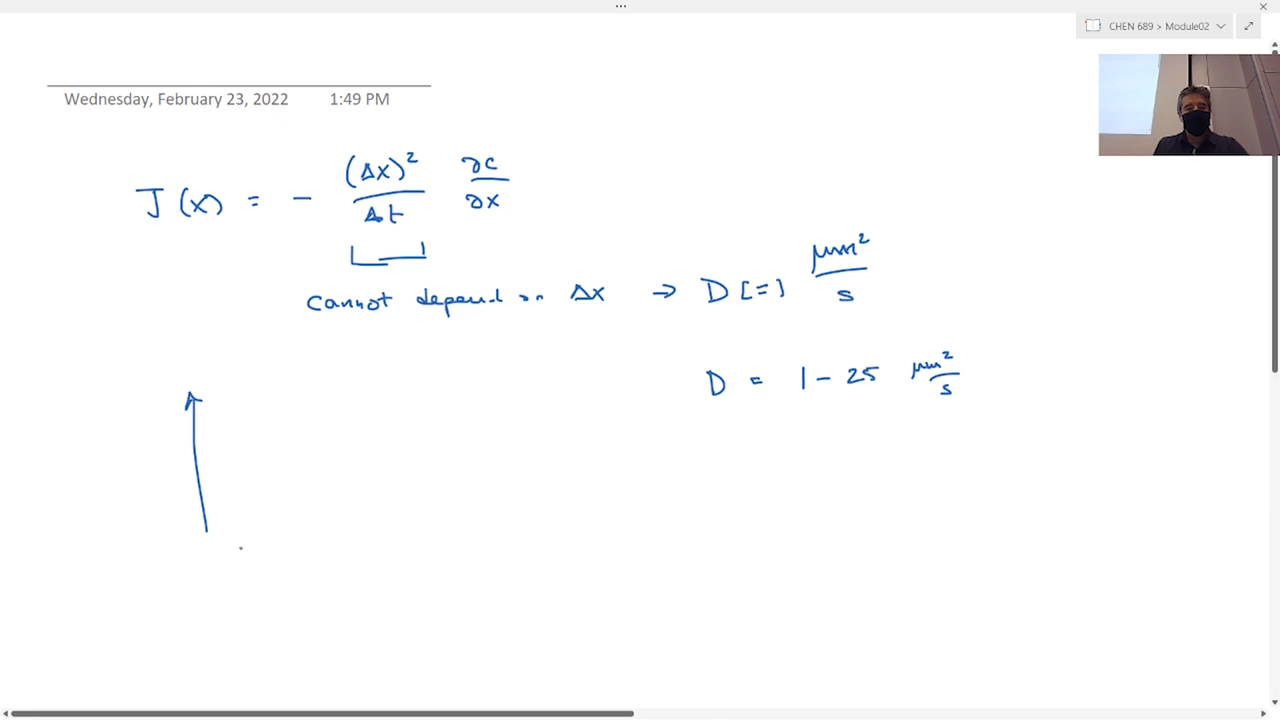 CHEN 689 > Module02
Wednesday, February 23, 2022 1:49 PM
J(x) = - (Δx)²/Δt ∂c/∂x
cannot depend on Δx → D [=] μm²/s
D = 1 - 25 μm²/s